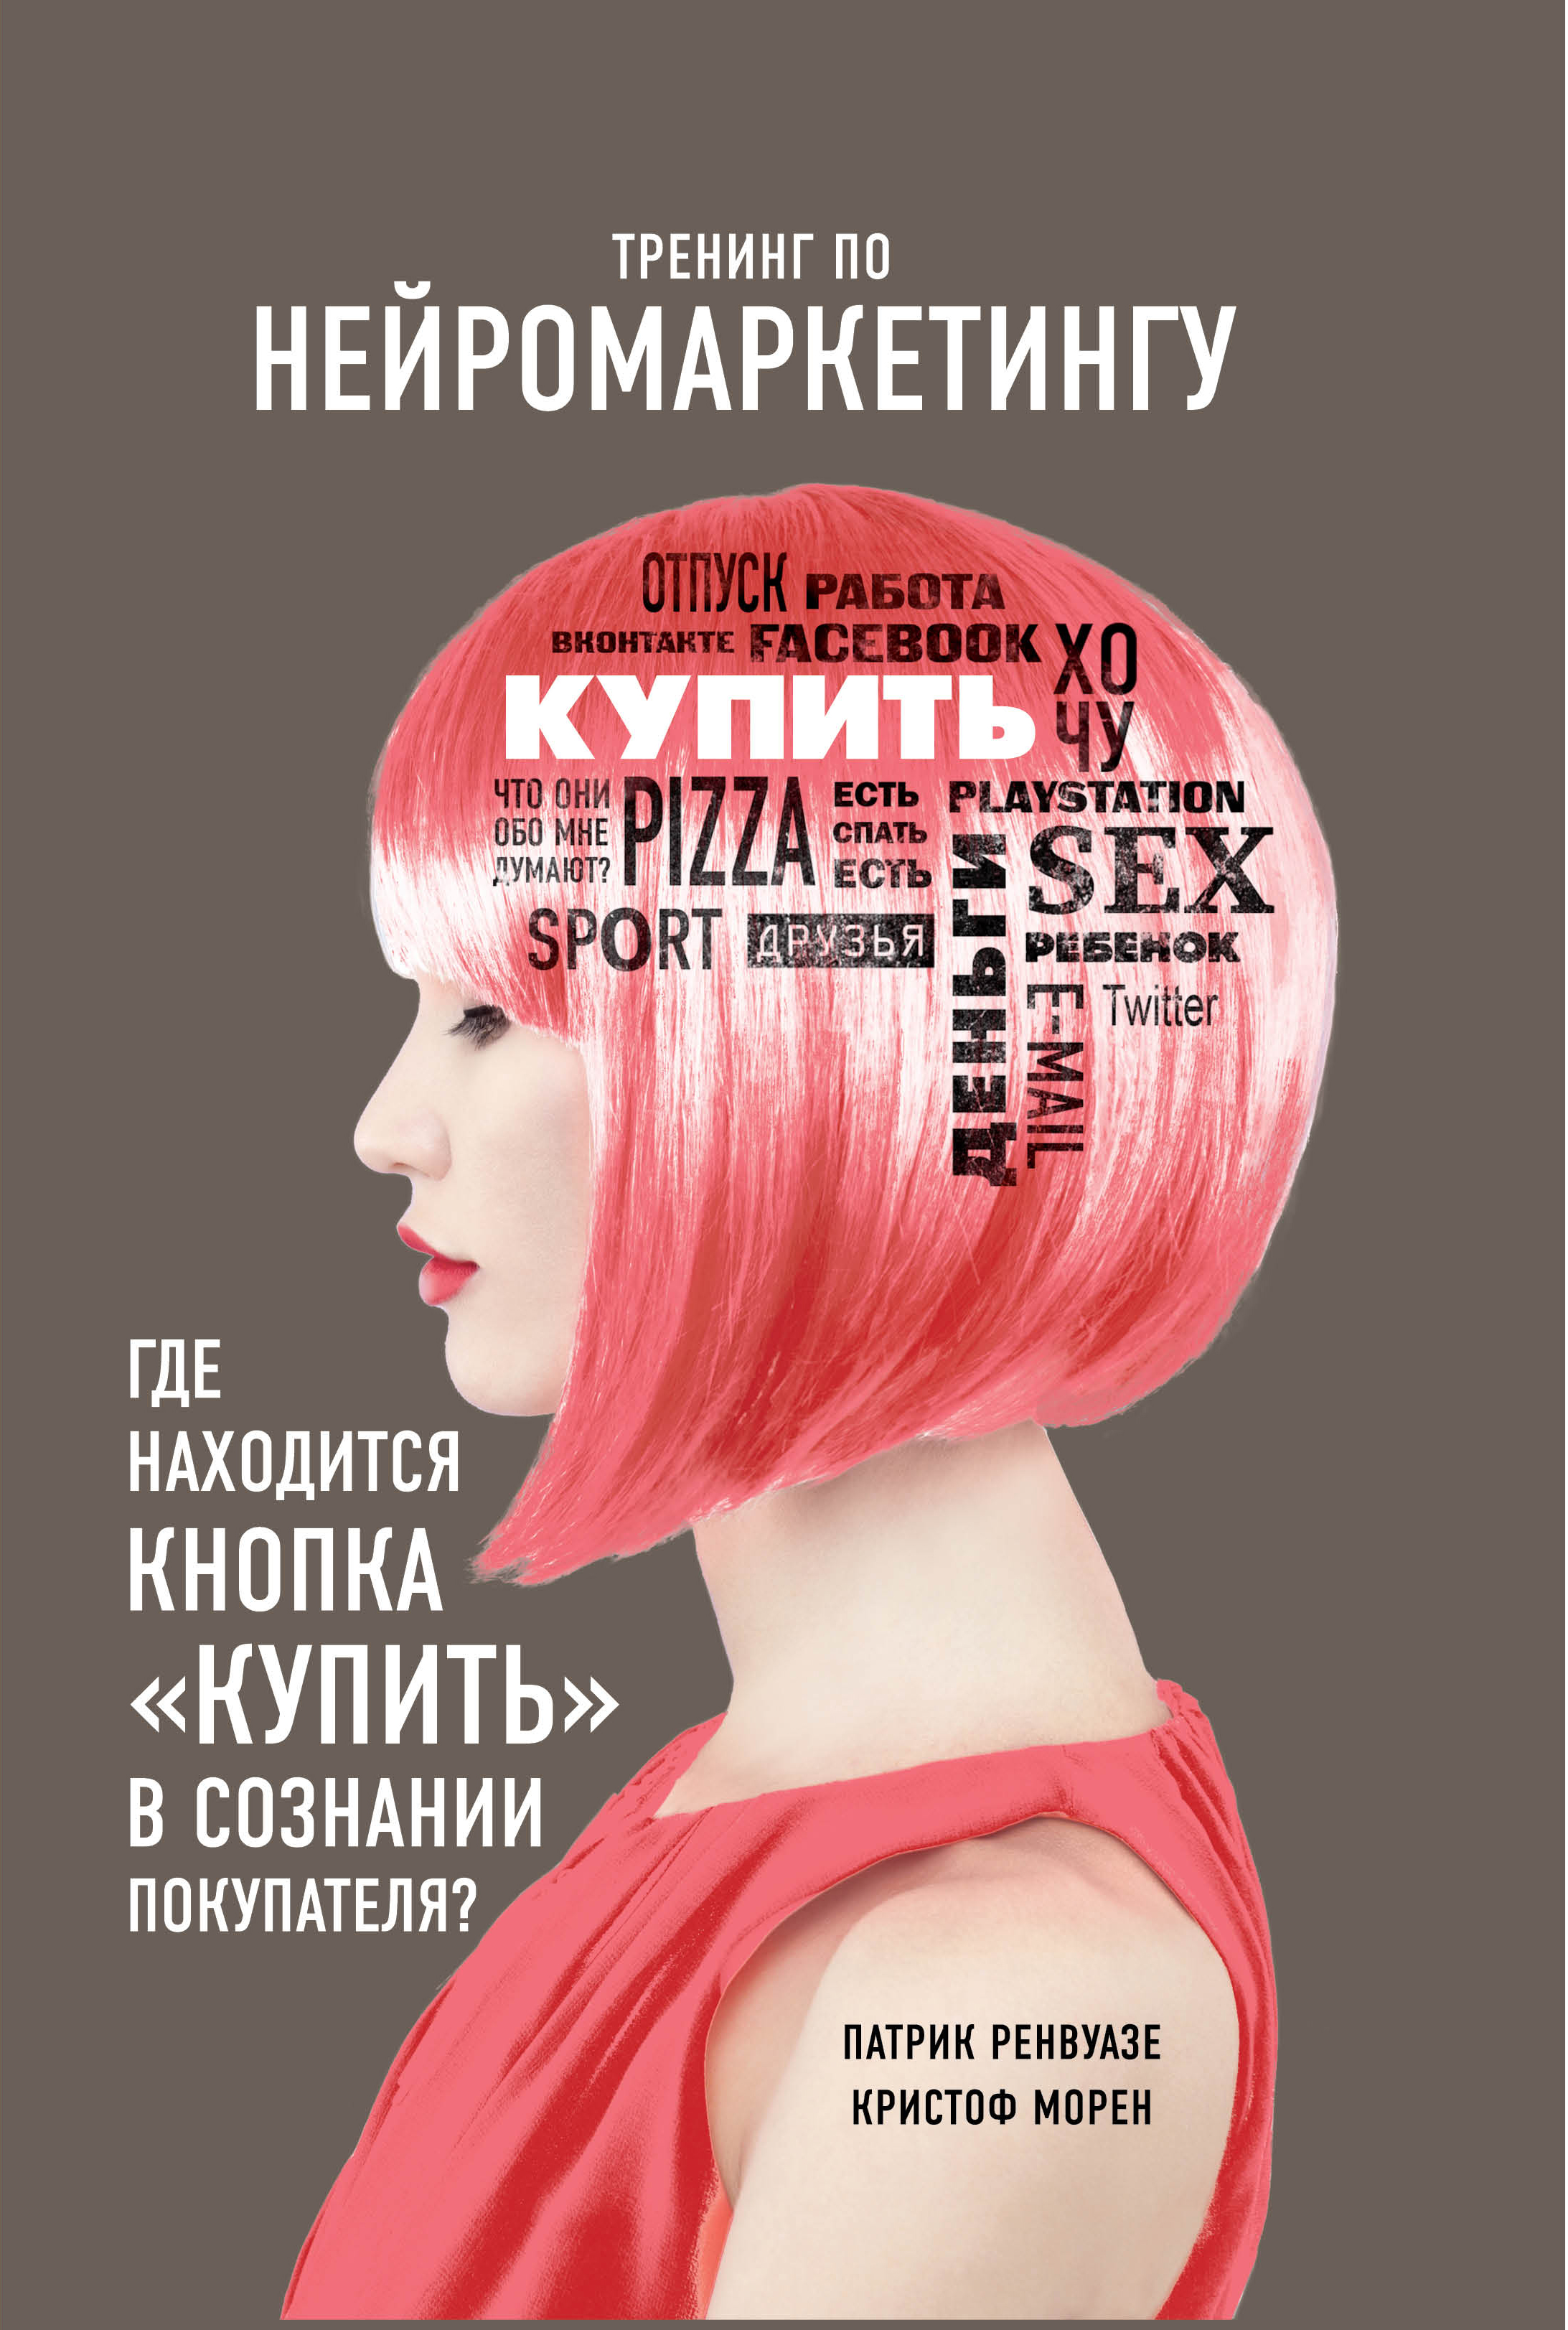 ТРЕНИНГ ПО
НЕЙРОМАРКЕТИНГУ
ОТПУСК РАБОТА
ВКОНТАКТЕ FACEBOOK
ХО
ЧУ
КУПИТЬ
ЧТО ОНИ
ОБО МНЕ
ДУМАЮТ?
PIZZA
ЕСТЬ
СПАТЬ
ЕСТЬ
PLAYSTATION
SEX
SPORT
ДРУЗЬЯ
ДЕНЬГИ
РЕБЕНОК
E-MAIL
Twitter
ГДЕ
НАХОДИТСЯ
КНОПКА
«КУПИТЬ»
В СОЗНАНИИ
ПОКУПАТЕЛЯ?
ПАТРИК РЕНВУАЗЕ
КРИСТОФ МОРЕН